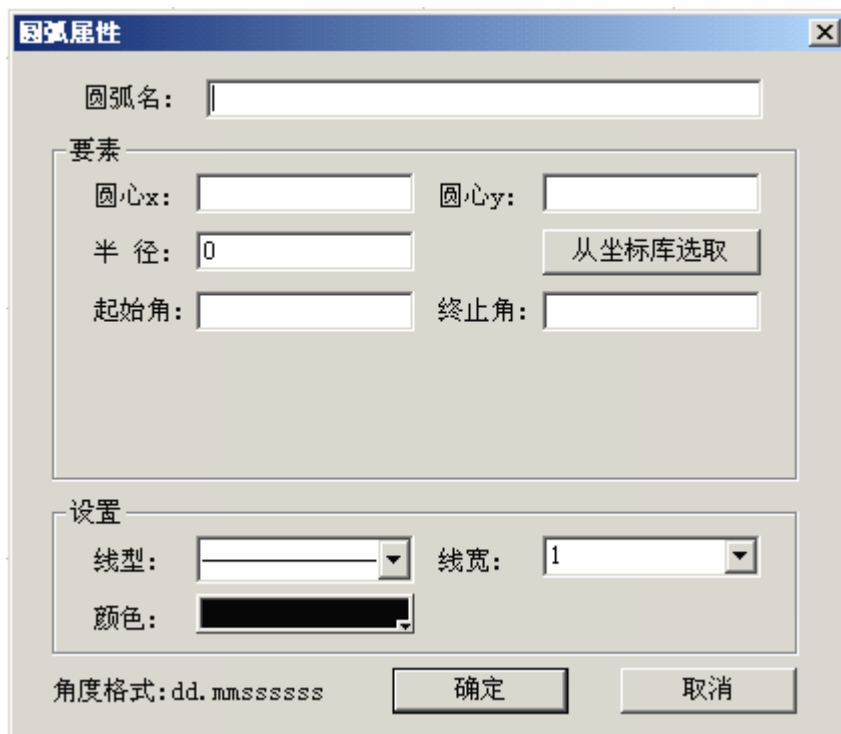 圆弧属性
圆弧名:
要素
圆心x: 圆心y:
半 径: 0 从坐标库选取
起始角: 终止角:
设置
线型: 线宽: 1
颜色:
角度格式:dd.mmssssss 确定 取消